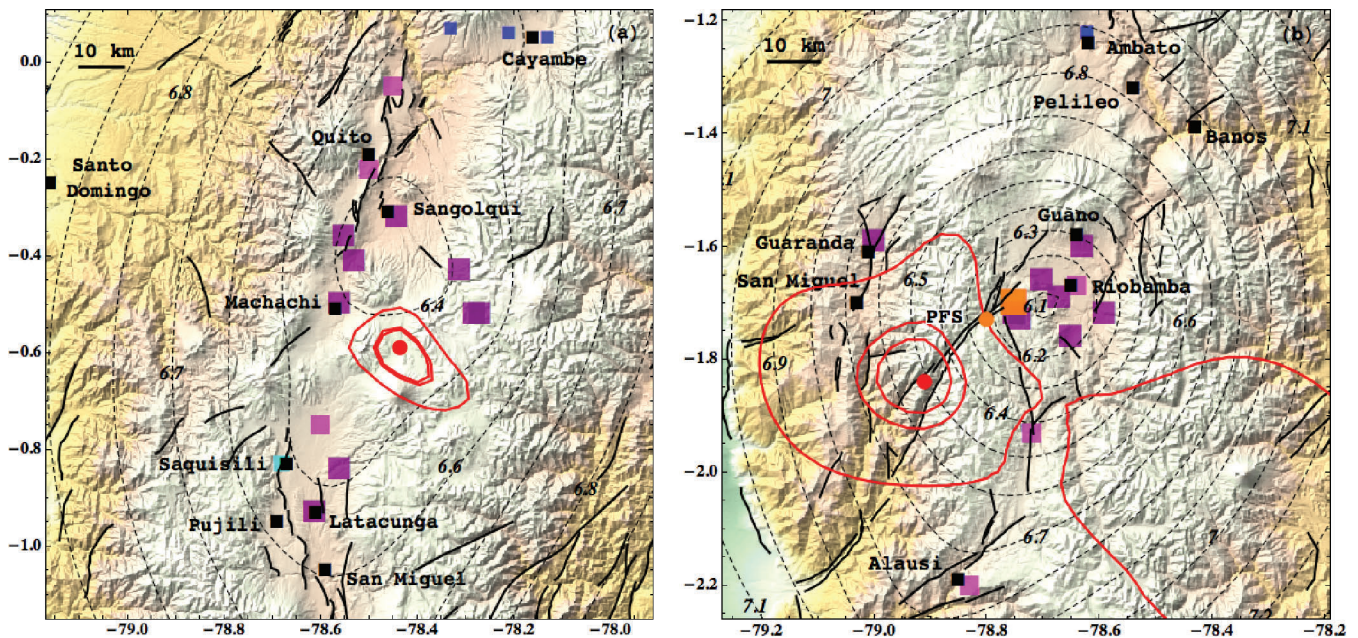 (a)
10 km
Cayambe
0.0
6.8
Quito
−0.2
Santo
Domingo
Sangolqui
6.7
−0.4
Machachi
6.4
−0.6
6.7
−0.8
Saquisili
6.6
6.8
Pujili
Latacunga
−1.0
San Miguel
−79.0
−78.8
−78.6
−78.4
−78.2
−78.0
−1.2
(b)
10 km
Ambato
7
6.8
Pelileo
−1.4
Banos
7.1
.1
Guano
6.3
−1.6
Guaranda
6.5
San Miguel
Riobamba
PFS
6.1
6.6
−1.8
6.9
6.2
6.4
−2.0
6.7
7
Alausi
−2.2
7.1
7.2
−79.2
−79.0
−78.8
−78.6
−78.4
−78.2